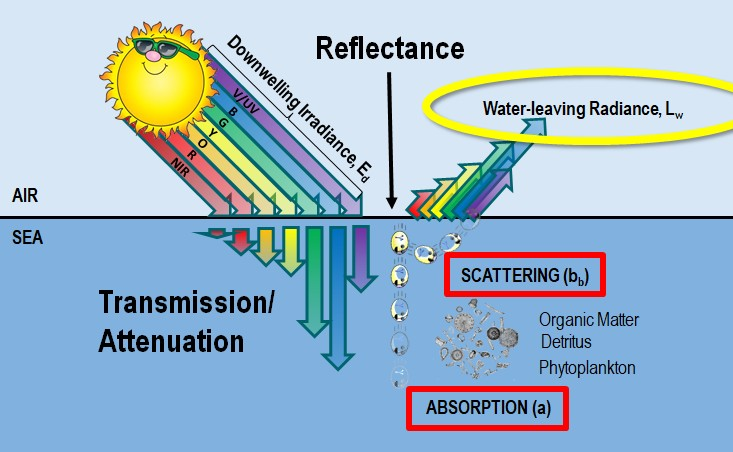 Reflectance
Downwelling Irradiance, Ed
V/UV
B
G
Y
O
R
NIR
Water-leaving Radiance, Lw
AIR
SEA
SCATTERING (bb)
Transmission/
Attenuation
Organic Matter
Detritus
Phytoplankton
ABSORPTION (a)